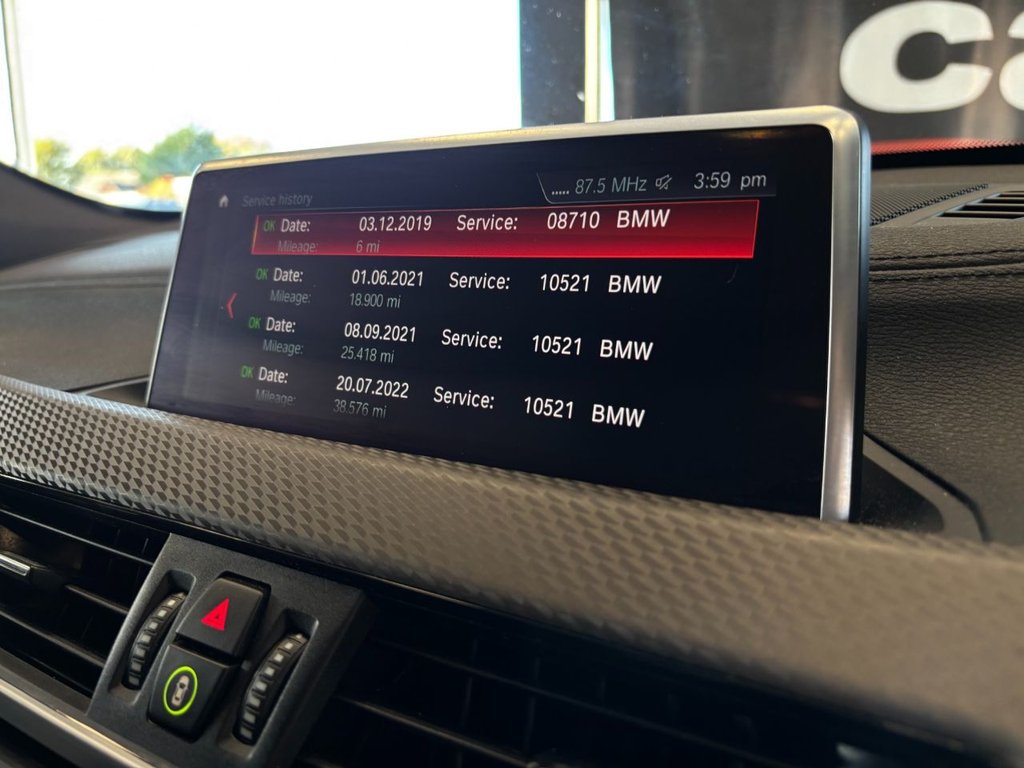 ca
Service history
87.5 MHz 3:59 pm
OK Date: 03.12.2019 Service: 08710 BMW
Mileage: 6 mi
OK Date: 01.06.2021 Service: 10521 BMW
Mileage: 18.900 mi
OK Date: 08.09.2021 Service: 10521 BMW
Mileage: 25.418 mi
OK Date: 20.07.2022 Service: 10521 BMW
Mileage: 38.576 mi